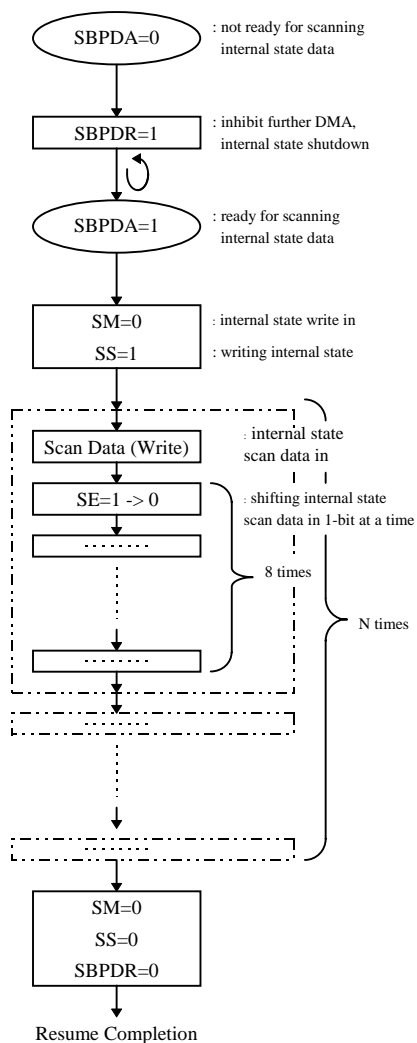 SBPDA=0
: not ready for scanning
internal state data
SBPDR=1
: inhibit further DMA,
internal state shutdown
SBPDA=1
: ready for scanning
internal state data
SM=0
: internal state write in
SS=1
: writing internal state
Scan Data (Write)
: internal state
scan data in
SE=1 -> 0
: shifting internal state
scan data in 1-bit at a time
8 times
N times
SM=0
SS=0
SBPDR=0
Resume Completion